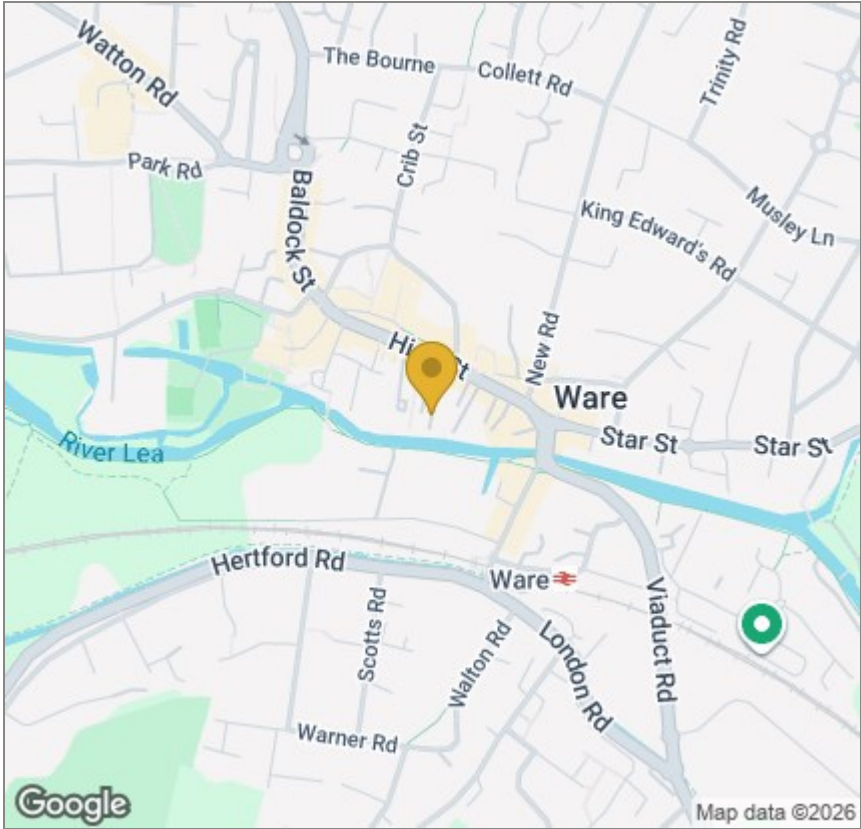 Watton Rd
The Bourne
Collett Rd
Trinity Rd
Park Rd
Crib St
Baldock St
King Edward's Rd
Musley Ln
New Rd
Ware
Star St
Star St
River Lea
Hertford Rd
Ware
Scotts Rd
Walton Rd
London Rd
Viaduct Rd
Warner Rd
Google
Map data ©2026